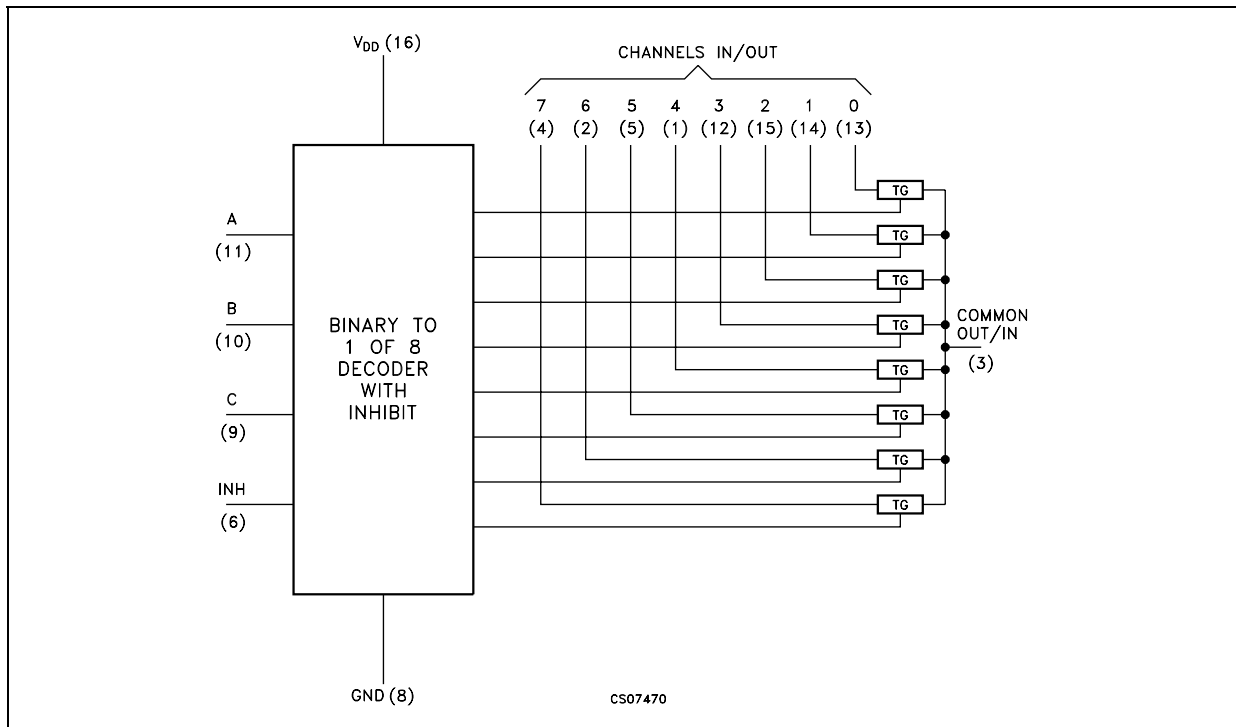 V_DD (16)
CHANNELS IN/OUT
7 6 5 4 3 2 1 0
(4) (2) (5) (1) (12) (15) (14) (13)
TG
A
(11)
TG
TG
B
(10)
BINARY TO
1 OF 8
DECODER
WITH
INHIBIT
TG
COMMON
OUT/IN
(3)
TG
C
(9)
TG
TG
INH
(6)
TG
GND (8)
CS07470